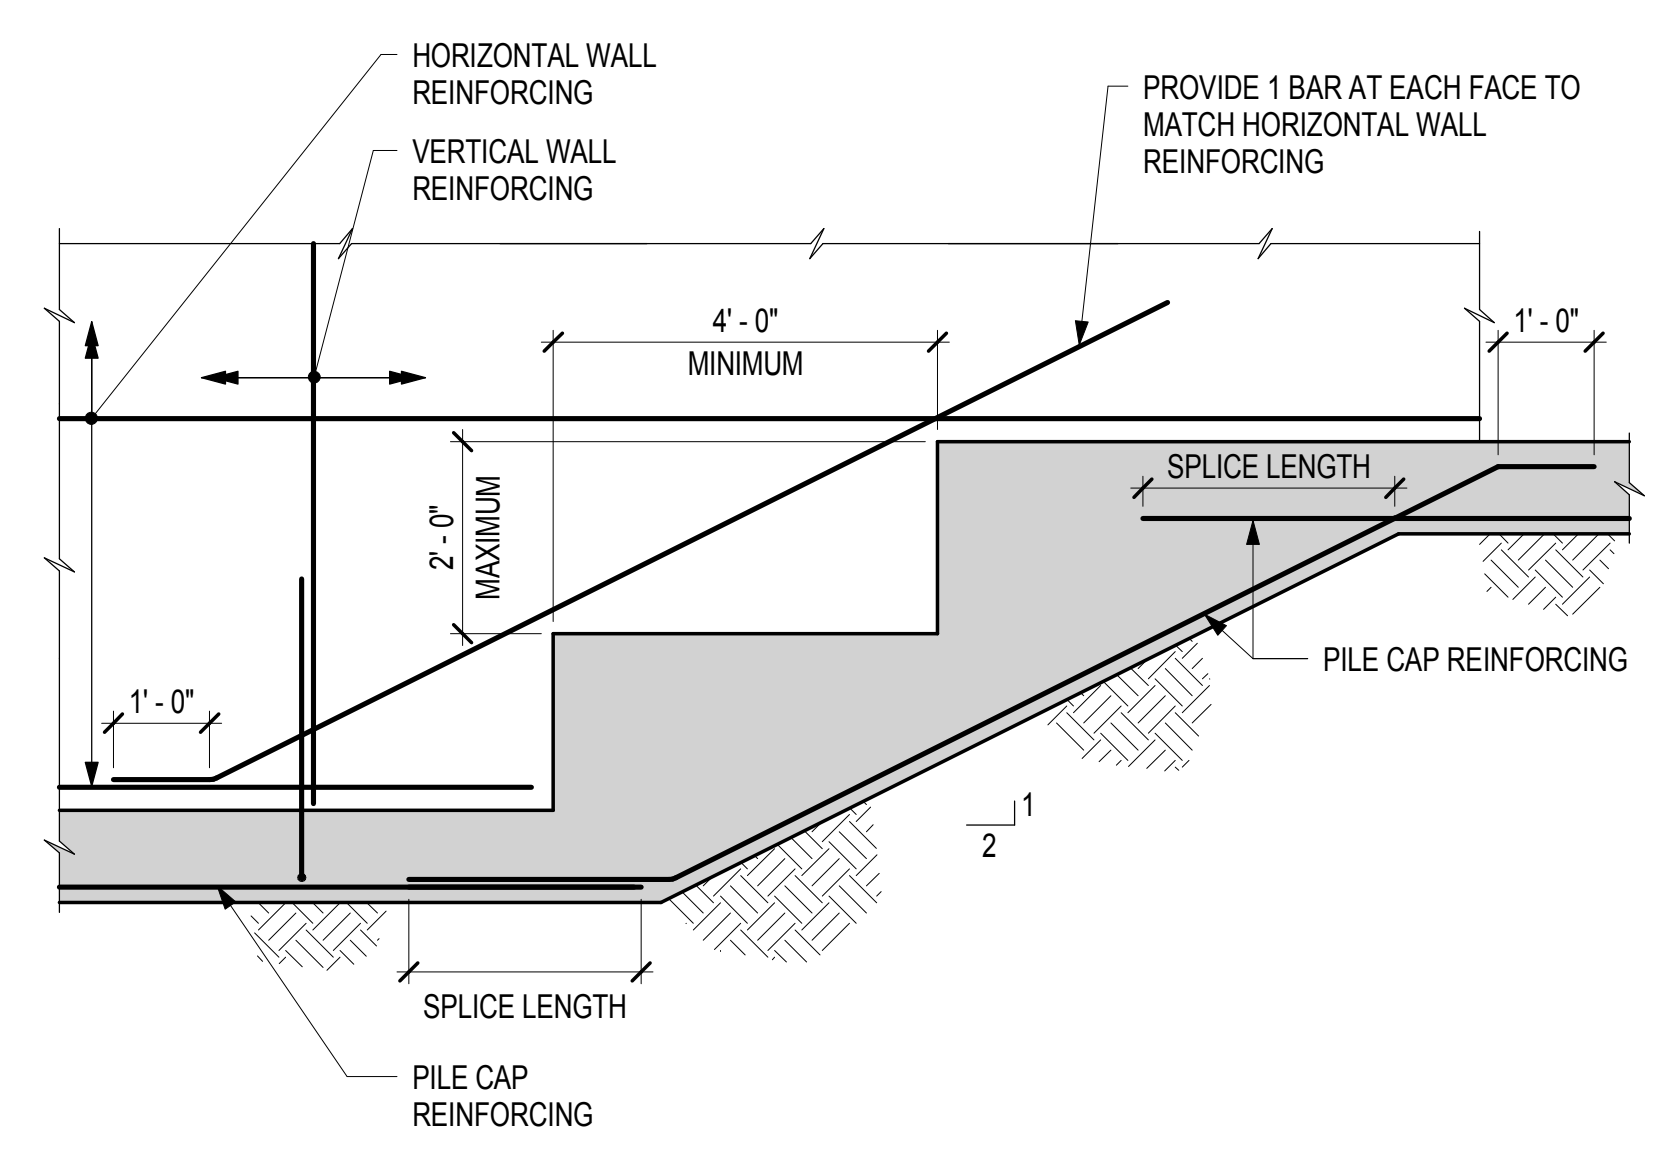 HORIZONTAL WALL
REINFORCING
PROVIDE 1 BAR AT EACH FACE TO
MATCH HORIZONTAL WALL
REINFORCING
VERTICAL WALL
REINFORCING
4' - 0"
MINIMUM
1' - 0"
2' - 0"
MAXIMUM
SPLICE LENGTH
PILE CAP REINFORCING
1' - 0"
1
2
SPLICE LENGTH
PILE CAP
REINFORCING